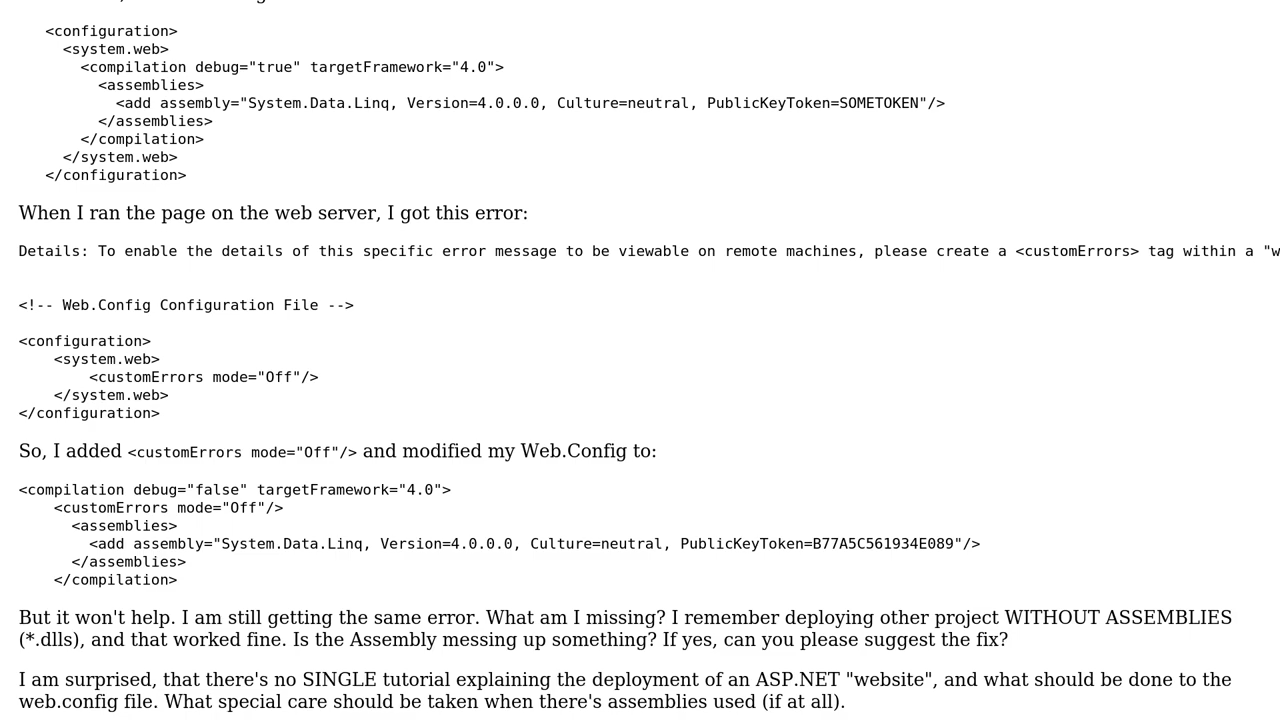 <configuration>
<system.web>
<compilation debug="true" targetFramework="4.0">
<assemblies>
<add assembly="System.Data.Linq, Version=4.0.0.0, Culture=neutral, PublicKeyToken=SOMETOKEN"/>
</assemblies>
</compilation>
</system.web>
</configuration>
When I ran the page on the web server, I got this error:
Details: To enable the details of this specific error message to be viewable on remote machines, please create a <customErrors> tag within a "w
<!-- Web.Config Configuration File -->
<configuration>
<system.web>
<customErrors mode="Off"/>
</system.web>
</configuration>
So, I added <customErrors mode="Off"/> and modified my Web.Config to:
<compilation debug="false" targetFramework="4.0">
<customErrors mode="Off"/>
<assemblies>
<add assembly="System.Data.Linq, Version=4.0.0.0, Culture=neutral, PublicKeyToken=B77A5C561934E089"/>
</assemblies>
</compilation>
But it won't help. I am still getting the same error. What am I missing? I remember deploying other project WITHOUT ASSEMBLIES
(*.dlls), and that worked fine. Is the Assembly messing up something? If yes, can you please suggest the fix?
I am surprised, that there's no SINGLE tutorial explaining the deployment of an ASP.NET "website", and what should be done to the
web.config file. What special care should be taken when there's assemblies used (if at all).